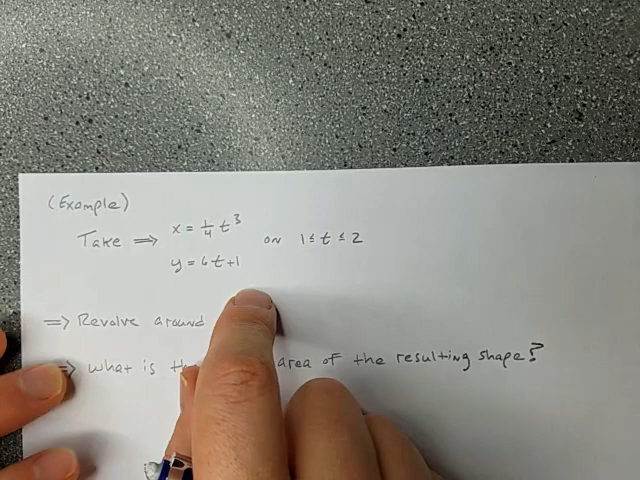 (Example)
Take => x = 1/4 t³ on 1 ≤ t ≤ 2
y = 6t+1
=> Revolve around
=> What is area of the resulting shape?